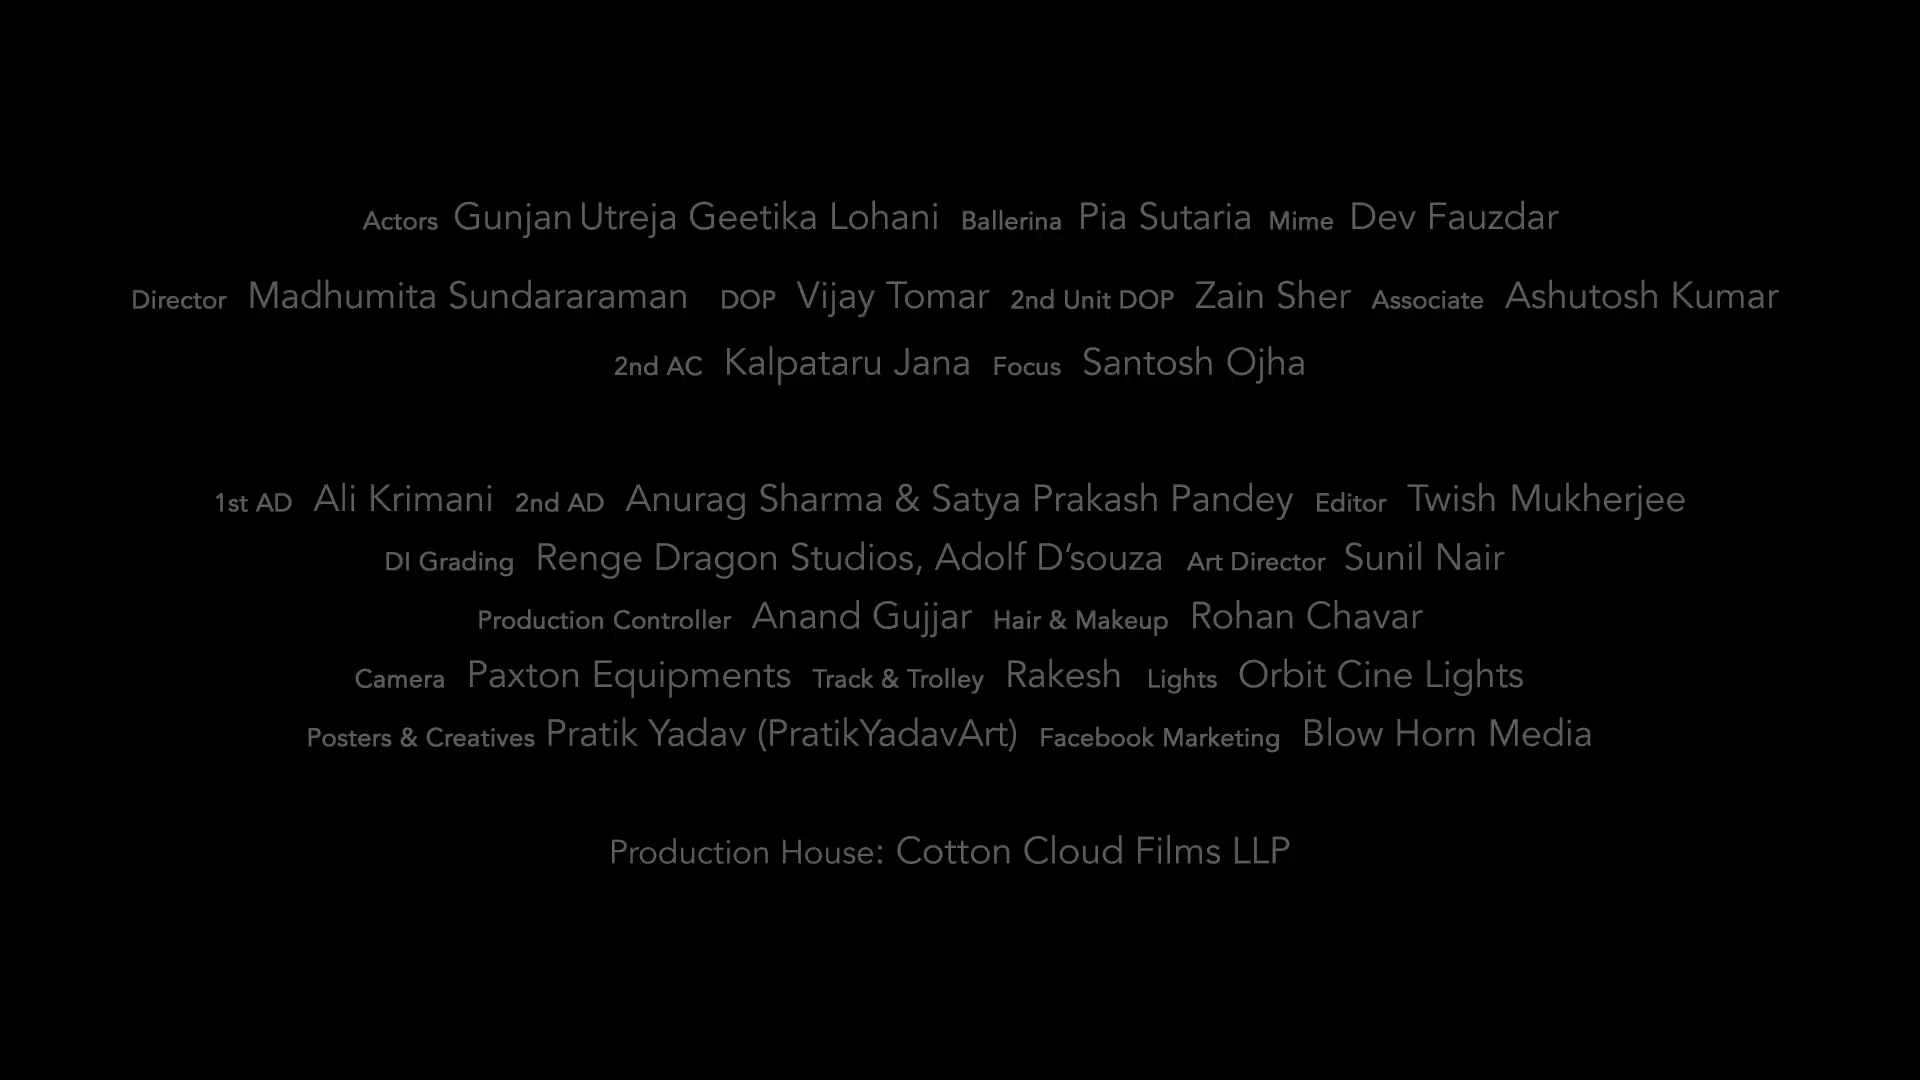 Actors Gunjan Utreja Geetika Lohani Ballerina Pia Sutaria Mime Dev Fauzdar
Director Madhumita Sundararaman DOP Vijay Tomar 2nd Unit DOP Zain Sher Associate Ashutosh Kumar
2nd AC Kalpataru Jana Focus Santosh Ojha
1st AD Ali Krimani 2nd AD Anurag Sharma & Satya Prakash Pandey Editor Twish Mukherjee
DI Grading Renge Dragon Studios, Adolf D’souza Art Director Sunil Nair
Production Controller Anand Gujjar Hair & Makeup Rohan Chavar
Camera Paxton Equipments Track & Trolley Rakesh Lights Orbit Cine Lights
Posters & Creatives Pratik Yadav (PratikYadavArt) Facebook Marketing Blow Horn Media
Production House: Cotton Cloud Films LLP